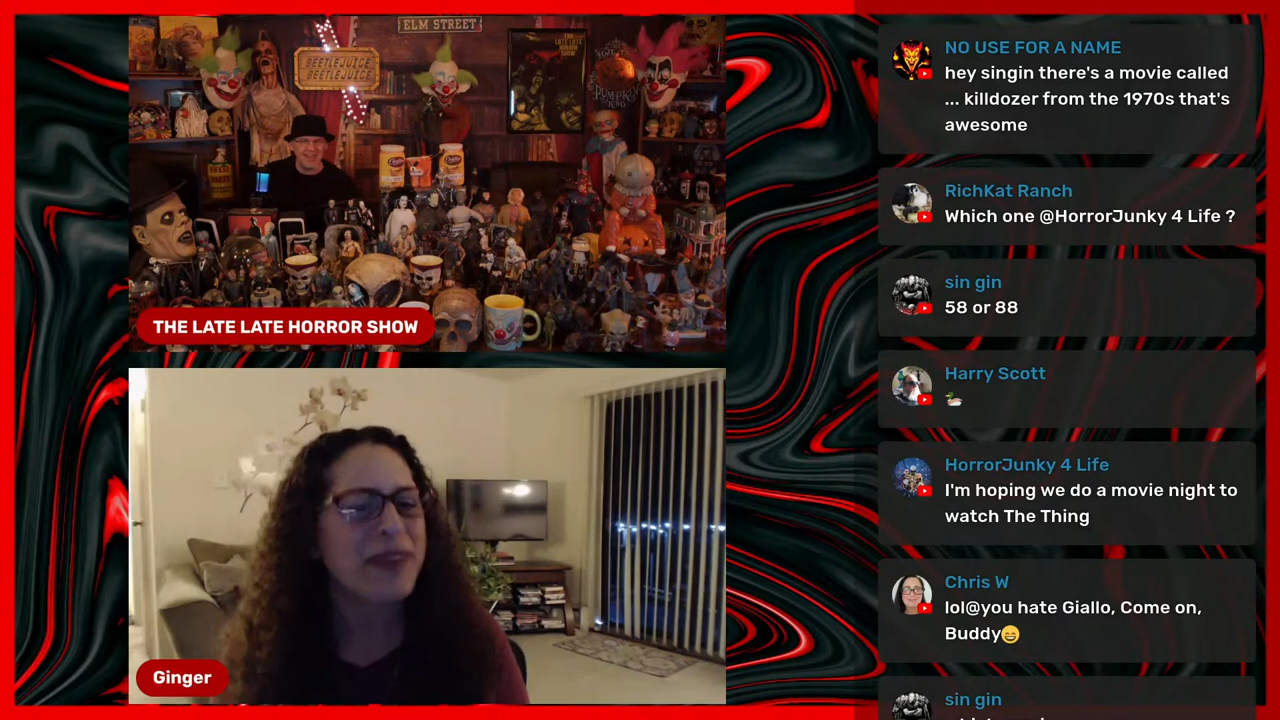 ELM STREET
BEETLEJUICE
BEETLEJUICE
THE LATE LATE HORROR SHOW
Ginger
NO USE FOR A NAME
hey singin there's a movie called
... killdozer from the 1970s that's
awesome
RichKat Ranch
Which one @HorrorJunky 4 Life ?
sin gin
58 or 88
Harry Scott
🦆
HorrorJunky 4 Life
I'm hoping we do a movie night to
watch The Thing
Chris W
lol@you hate Giallo, Come on,
Buddy😄
sin gin